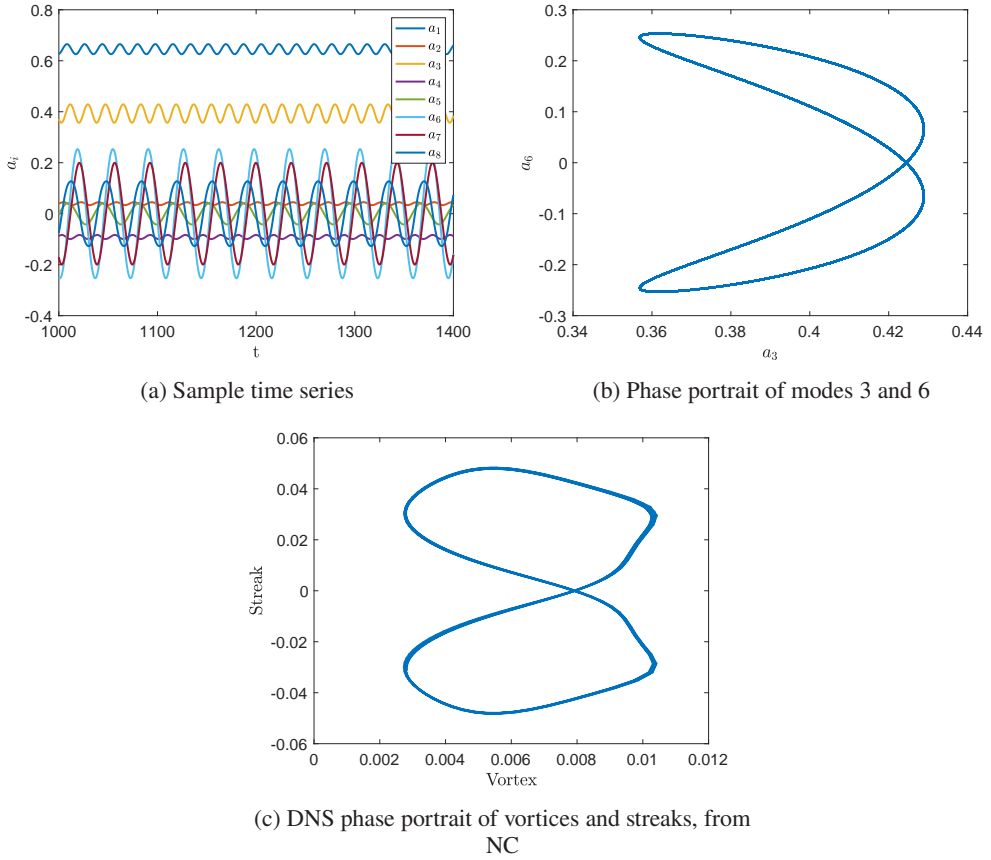 0.8
0.6
0.4
0.2
0
-0.2
-0.4
1000 1100 1200 1300 1400
a_i
t
a_1
a_2
a_3
a_4
a_5
a_6
a_7
a_8
(a) Sample time series
0.3
0.2
0.1
0
-0.1
-0.2
-0.3
0.34 0.36 0.38 0.4 0.42 0.44
a_6
a_3
(b) Phase portrait of modes 3 and 6
0.06
0.04
0.02
0
-0.02
-0.04
-0.06
0 0.002 0.004 0.006 0.008 0.01 0.012
Streak
Vortex
(c) DNS phase portrait of vortices and streaks, from
NC